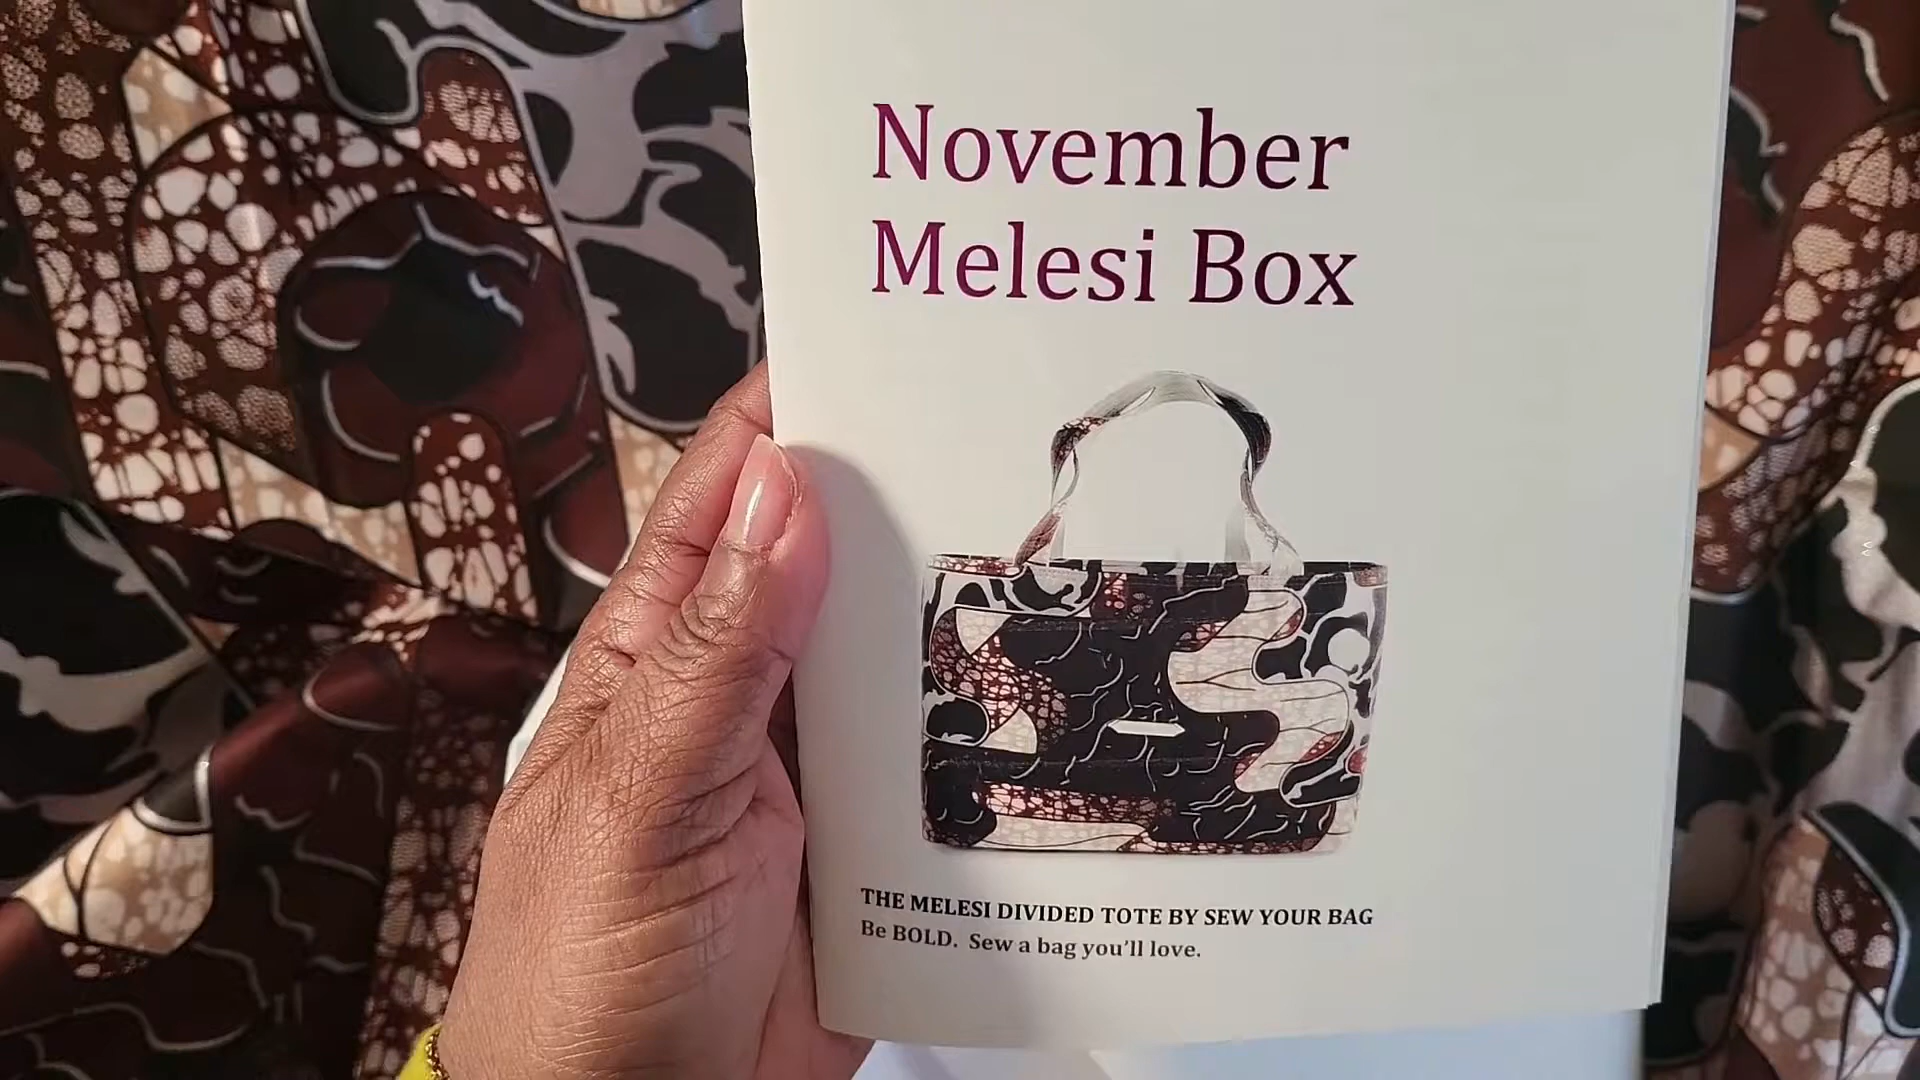 November
Melesi Box
THE MELESI DIVIDED TOTE BY SEW YOUR BAG
Be BOLD. Sew a bag you'll love.